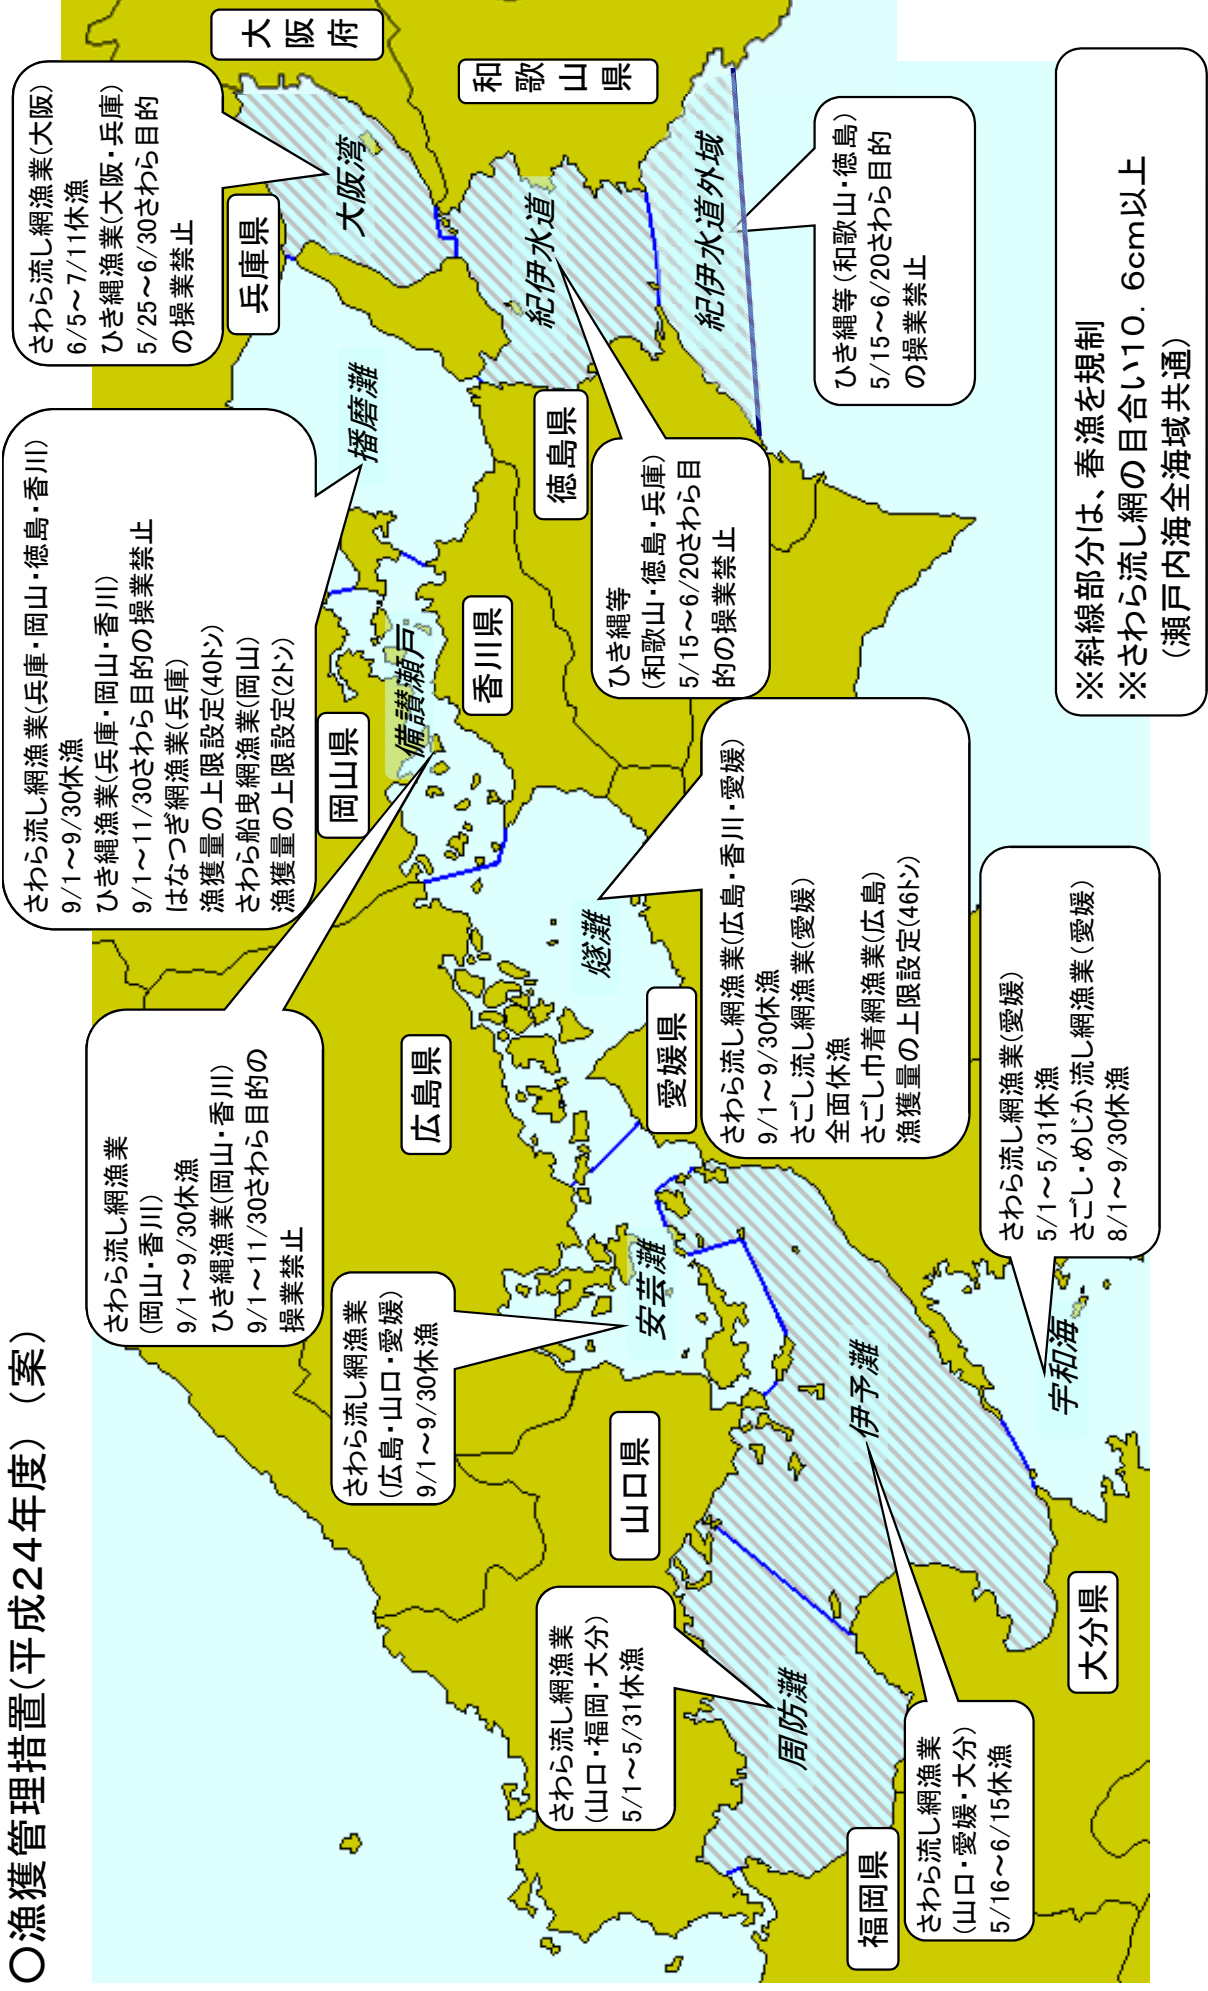 〇漁獲管理措置(平成24年度)（案）
さわら流し網漁業
(岡山・香川)
9/1～9/30休漁
ひき縄漁業(岡山・香川)
9/1～11/30さわら目的の
操業禁止
さわら流し網漁業(兵庫・岡山・徳島・香川)
9/1～9/30休漁
ひき縄漁業(兵庫・岡山・香川)
9/1～11/30さわら目的の操業禁止
はなつぎ網漁業(兵庫)
漁獲量の上限設定(40トン)
さわら船曳網漁業(岡山)
漁獲量の上限設定(2トン)
さわら流し網漁業(大阪)
6/5～7/11休漁
ひき縄漁業(大阪・兵庫)
5/25～6/30さわら目的
の操業禁止
大阪府
兵庫県
和歌山県
大阪湾
播磨灘
岡山県
備讃瀬戸
広島県
香川県
徳島県
紀伊水道
紀伊水道外域
さわら流し網漁業
(広島・山口・愛媛)
9/1～9/30休漁
安芸灘
燧灘
愛媛県
ひき縄等
(和歌山・徳島・兵庫)
5/15～6/20さわら目
的の操業禁止
ひき縄等(和歌山・徳島)
5/15～6/20さわら目的
の操業禁止
さわら流し網漁業(広島・香川・愛媛)
9/1～9/30休漁
さごし流し網漁業(愛媛)
全面休漁
さごし巾着網漁業(広島)
漁獲量の上限設定(46トン)
山口県
さわら流し網漁業
(山口・福岡・大分)
5/1～5/31休漁
周防灘
伊予灘
福岡県
さわら流し網漁業
(山口・愛媛・大分)
5/16～6/15休漁
大分県
宇和海
さわら流し網漁業(愛媛)
5/1～5/31休漁
さごし・めじか流し網漁業(愛媛)
8/1～9/30休漁
※斜線部分は、春漁を規制
※さわら流し網の目合い10．6cm以上
(瀬戸内海全海域共通)